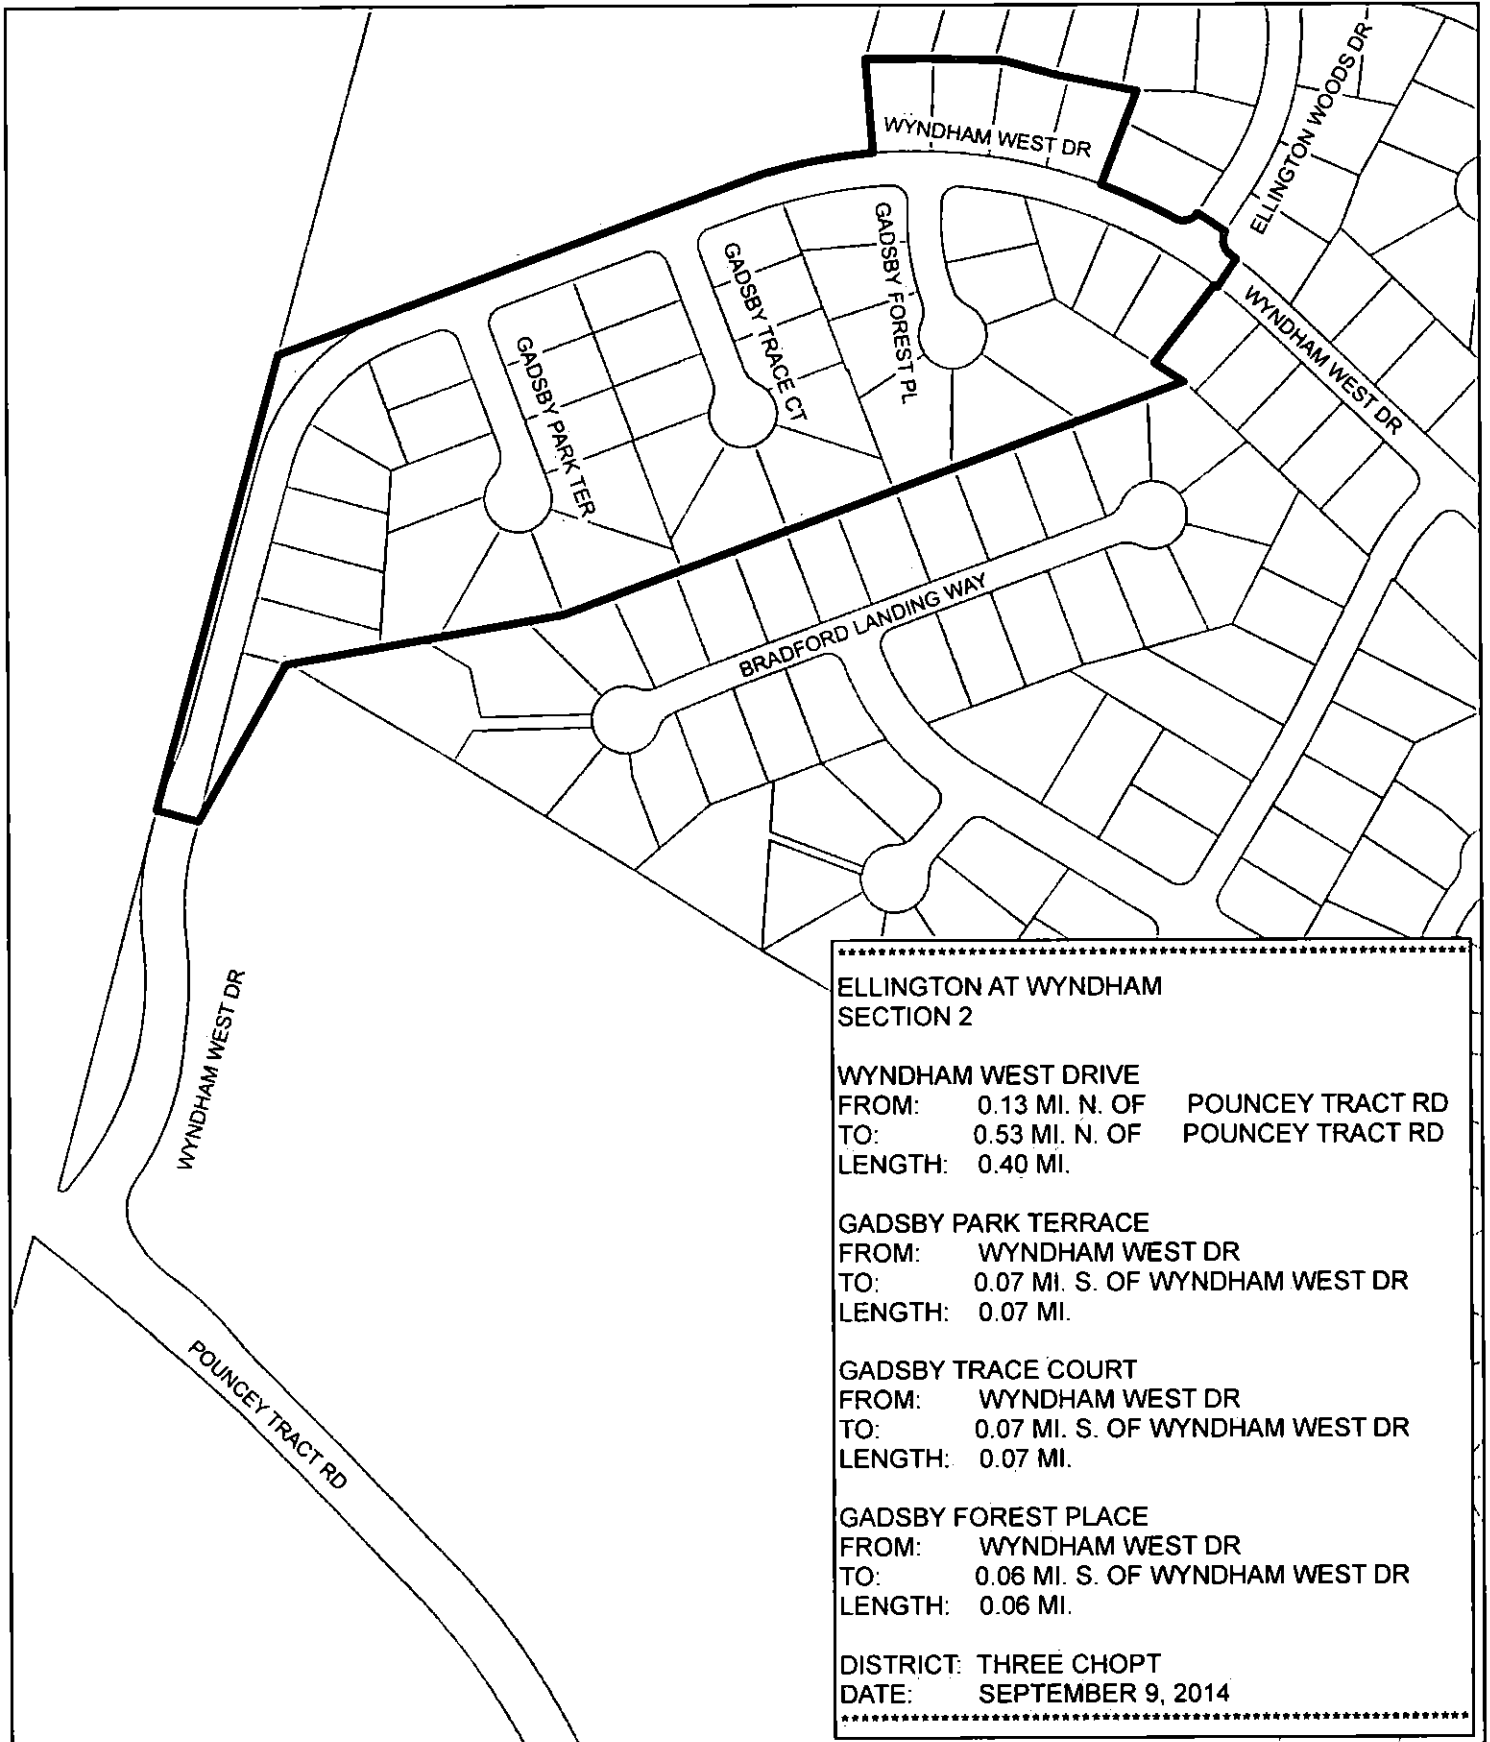 ELLINGTON WOODS DR
WYNDHAM WEST DR
GADSBY FOREST PL
GADSBY TRACE CT
GADSBY PARK TER
WYNDHAM WEST DR
BRADFORD LANDING WAY
WYNDHAM WEST DR
POUNCEY TRACT RD
ELLINGTON AT WYNDHAM
SECTION 2
WYNDHAM WEST DRIVE
FROM: 0.13 MI. N. OF POUNCEY TRACT RD
TO: 0.53 MI. N. OF POUNCEY TRACT RD
LENGTH: 0.40 MI.
GADSBY PARK TERRACE
FROM: WYNDHAM WEST DR
TO: 0.07 MI. S. OF WYNDHAM WEST DR
LENGTH: 0.07 MI.
GADSBY TRACE COURT
FROM: WYNDHAM WEST DR
TO: 0.07 MI. S. OF WYNDHAM WEST DR
LENGTH: 0.07 MI.
GADSBY FOREST PLACE
FROM: WYNDHAM WEST DR
TO: 0.06 MI. S. OF WYNDHAM WEST DR
LENGTH: 0.06 MI.
DISTRICT: THREE CHOPT
DATE: SEPTEMBER 9, 2014